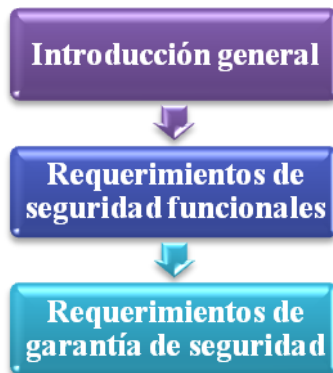 Introducción general
Requerimientos de
seguridad funcionales
Requerimientos de
garantía de seguridad